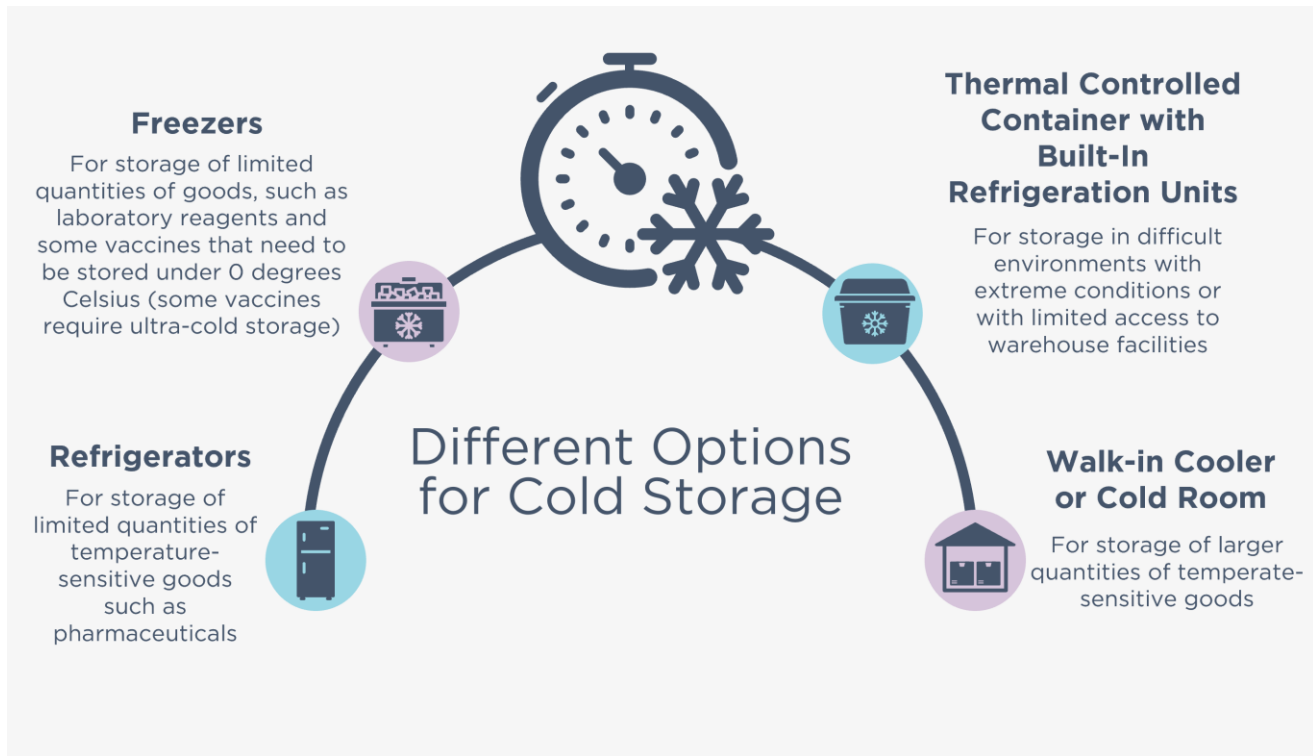 Freezers
For storage of limited
quantities of goods, such as
laboratory reagents and
some vaccines that need to
be stored under 0 degrees
Celsius (some vaccines
require ultra-cold storage)
Refrigerators
For storage of
limited quantities of
temperature-
sensitive goods
such as
pharmaceuticals
Different Options
for Cold Storage
Thermal Controlled
Container with
Built-In
Refrigeration Units
For storage in difficult
environments with
extreme conditions or
with limited access to
warehouse facilities
Walk-in Cooler
or Cold Room
For storage of larger
quantities of temperate-
sensitive goods